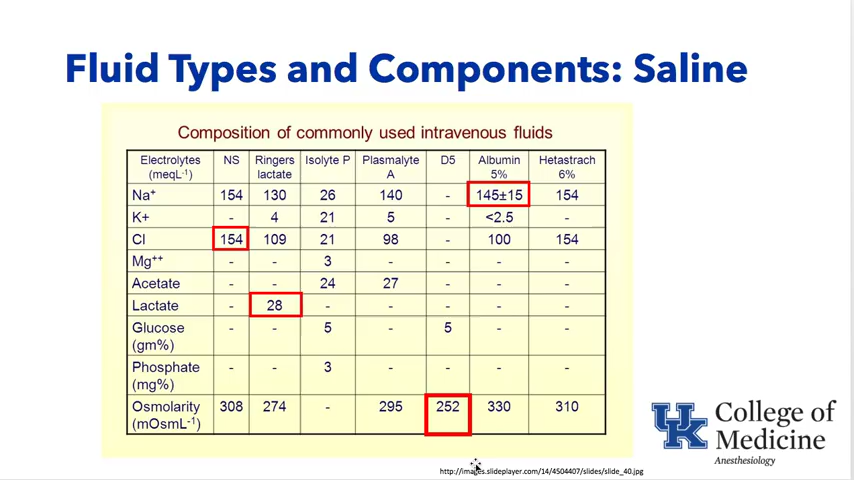 Fluid Types and Components: Saline
Composition of commonly used intravenous fluids
Electrolytes (meqL-1) NS Ringers lactate Isolyte P Plasmalyte A D5 Albumin 5% Hetastrach 6%
Na+ 154 130 26 140 - 145±15 154
K+ - 4 21 5 - <2.5 -
Cl 154 109 21 98 - 100 154
Mg++ - - 3 - - - -
Acetate - - 24 27 - - -
Lactate - 28 - - - - -
Glucose (gm%) - - 5 - 5 - -
Phosphate (mg%) - - 3 - - - -
Osmolarity (mOsmL-1) 308 274 - 295 252 330 310
UK College of Medicine
Anesthesiology
http://images.slideplayer.com/14/4504407/slides/slide_40.jpg